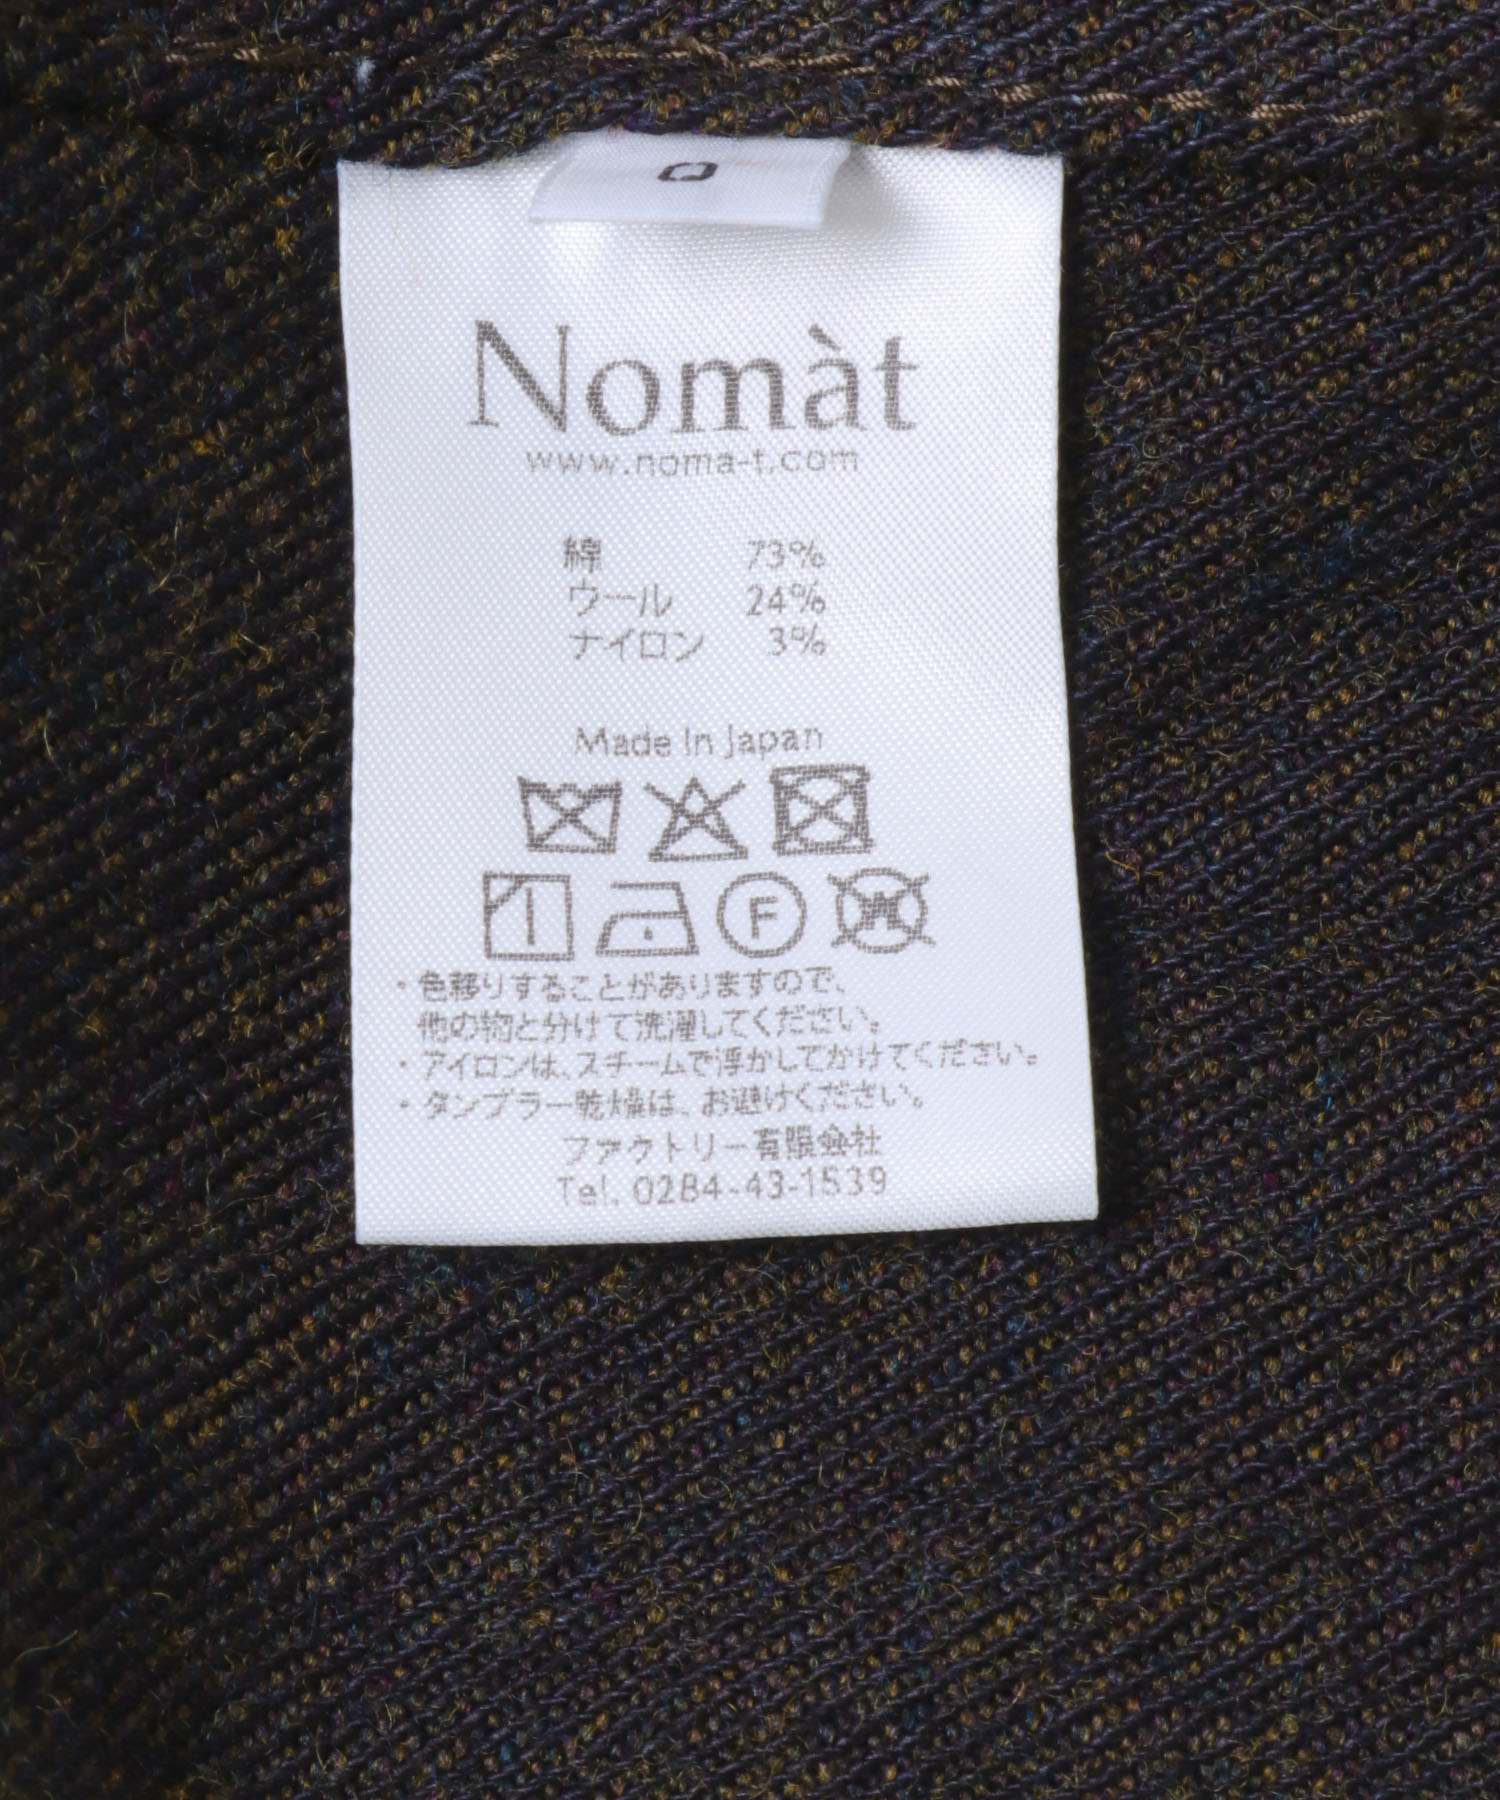 0
Nomàt
www.noma-t.com
綿 73%
ウール 24%
ナイロン 3%
Made In Japan
F
W
・色移りすることがありますので、
他の物と分けて洗濯してください。
・アイロンは、スチームで浮かしてかけてください。
・タンブラー乾燥は、お避けください。
ファクトリー有限会社
Tel. 0284-43-1539